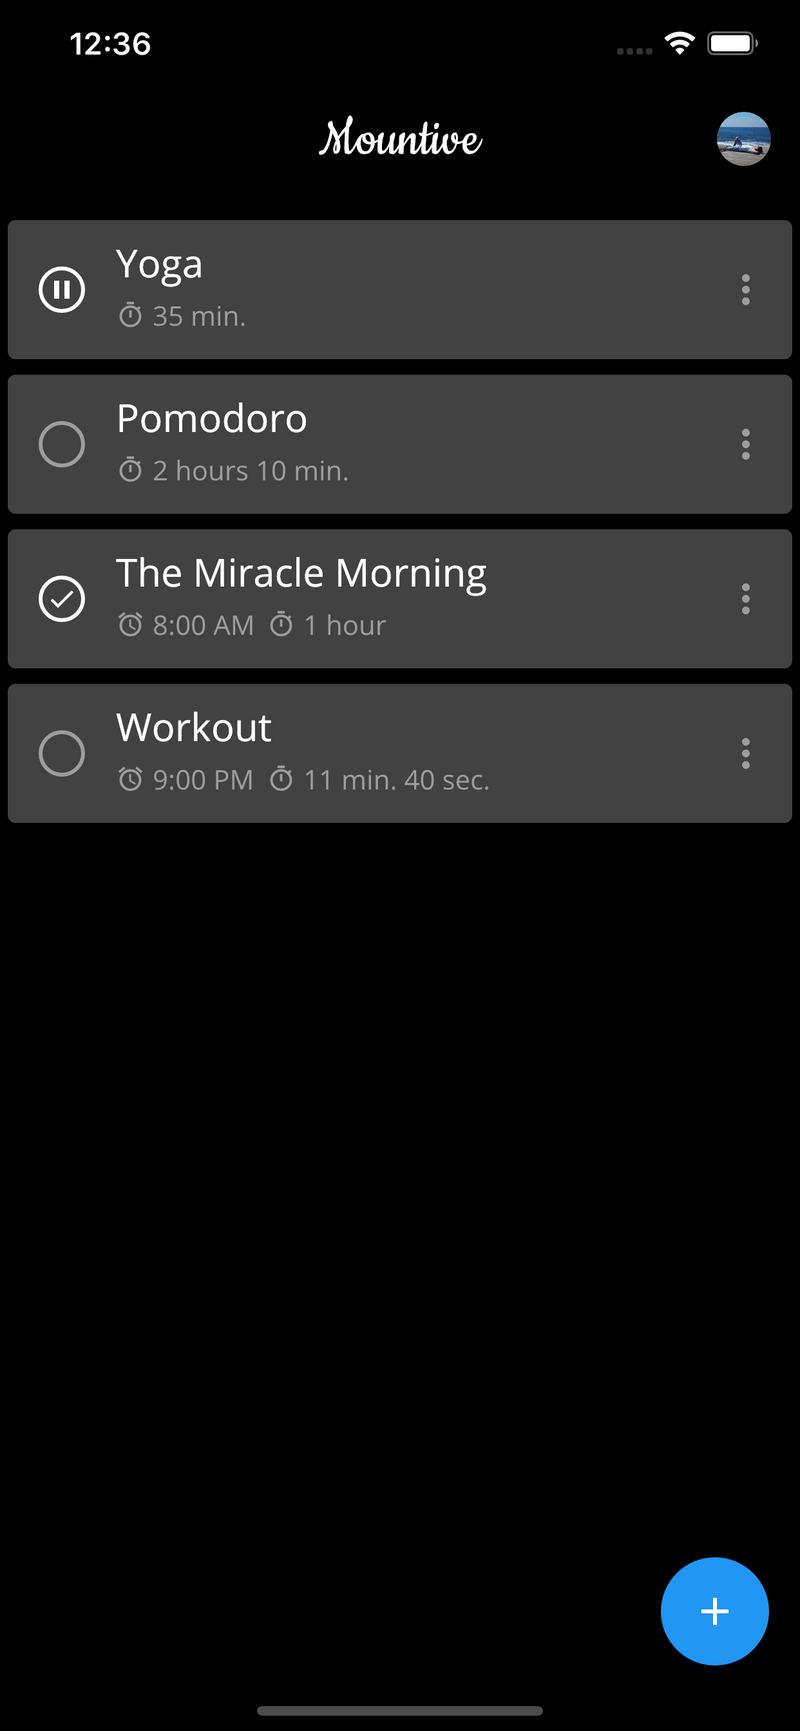 12:36
Mountive
Yoga
35 min.
Pomodoro
2 hours 10 min.
The Miracle Morning
8:00 AM 1 hour
Workout
9:00 PM 11 min. 40 sec.